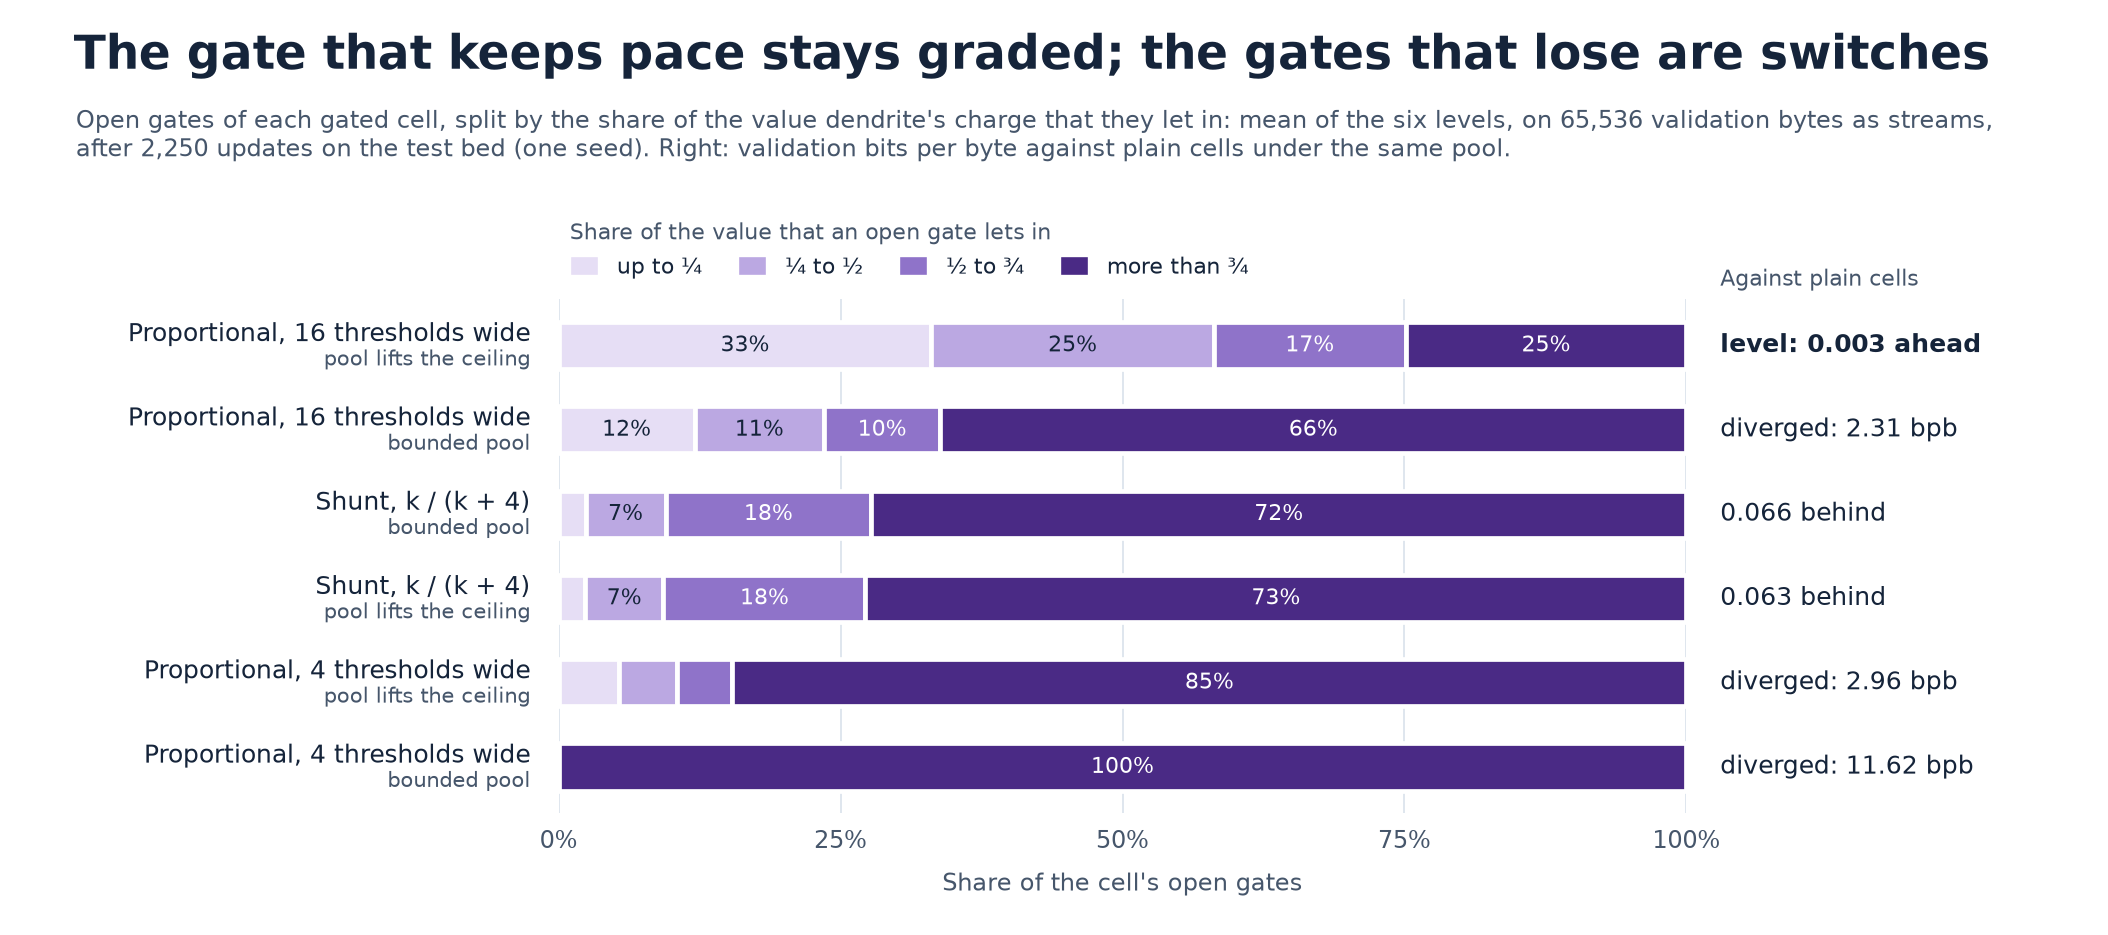 The gate that keeps pace stays graded; the gates that lose are switches
Open gates of each gated cell, split by the share of the value dendrite's charge that they let in: mean of the six levels, on 65,536 validation bytes as streams,
after 2,250 updates on the test bed (one seed). Right: validation bits per byte against plain cells under the same pool.
Share of the value that an open gate lets in
up to ¼ ¼ to ½ ½ to ¾ more than ¾
Against plain cells
Proportional, 16 thresholds wide
pool lifts the ceiling
33% 25% 17% 25%
level: 0.003 ahead
Proportional, 16 thresholds wide
bounded pool
12% 11% 10% 66%
diverged: 2.31 bpb
Shunt, k / (k + 4)
bounded pool
7% 18% 72%
0.066 behind
Shunt, k / (k + 4)
pool lifts the ceiling
7% 18% 73%
0.063 behind
Proportional, 4 thresholds wide
pool lifts the ceiling
85%
diverged: 2.96 bpb
Proportional, 4 thresholds wide
bounded pool
100%
diverged: 11.62 bpb
0% 25% 50% 75% 100%
Share of the cell's open gates